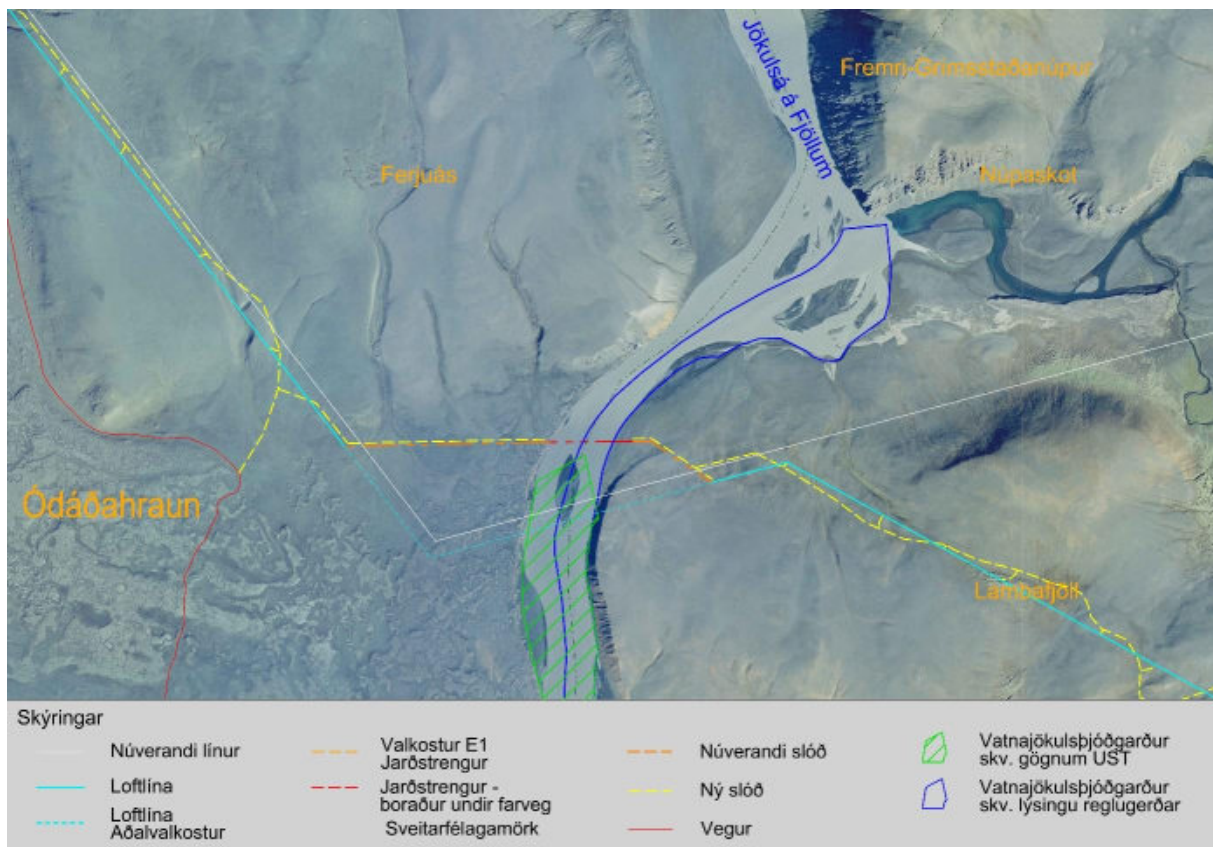 Jökulsá á Fjöllum
Fremri-Grímsstaðanúpur
Ferjuás
Núpaskot
Ódáðahraun
Lambafjöll
Skýringar
Núverandi línur
Loftlína
Loftlína
Aðalvalkostur
Valkostur E1
Jarðstrengur
Jarðstrengur -
boraður undir farveg
Sveitarfélagamörk
Núverandi slóð
Ný slóð
Vegur
Vatnajökulsþjóðgarður
skv. gögnum UST
Vatnajökulsþjóðgarður
skv. lýsingu reglugerðar